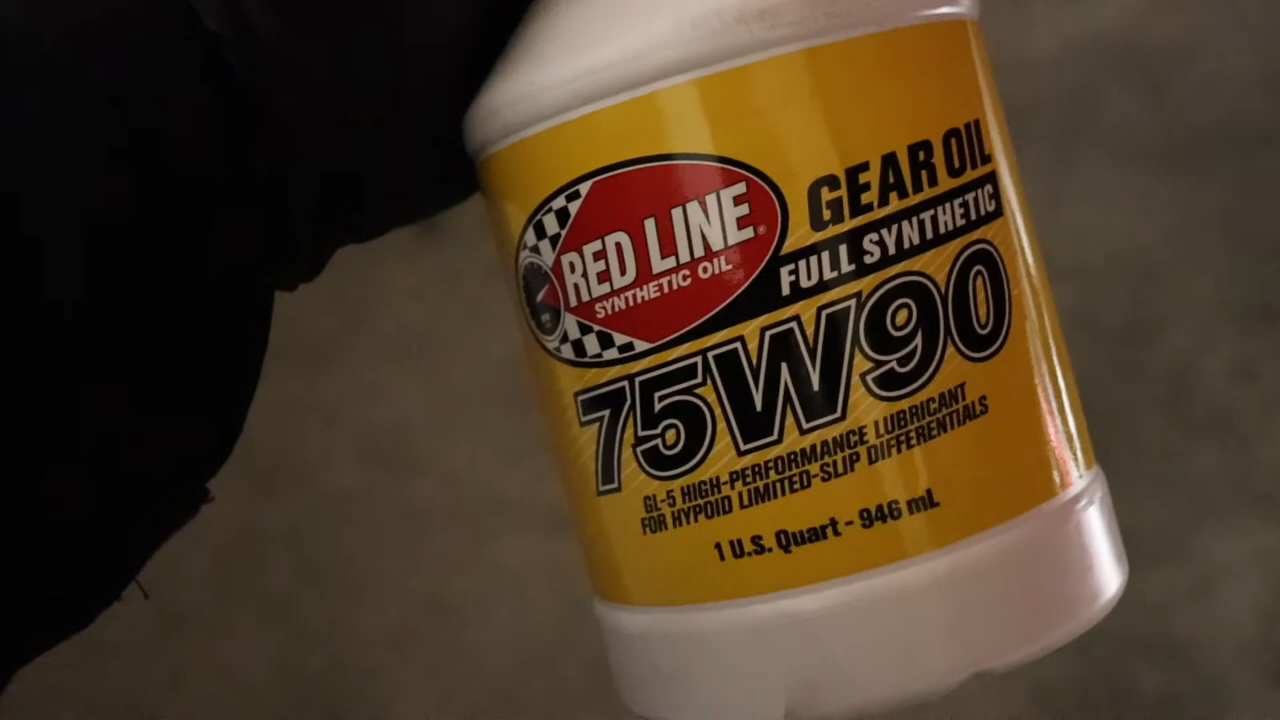 RED LINE®
SYNTHETIC OIL
GEAR OIL
FULL SYNTHETIC
75W90
GL-5 HIGH-PERFORMANCE LUBRICANT
FOR HYPOID LIMITED-SLIP DIFFERENTIALS
1 U.S. Quart - 946 mL